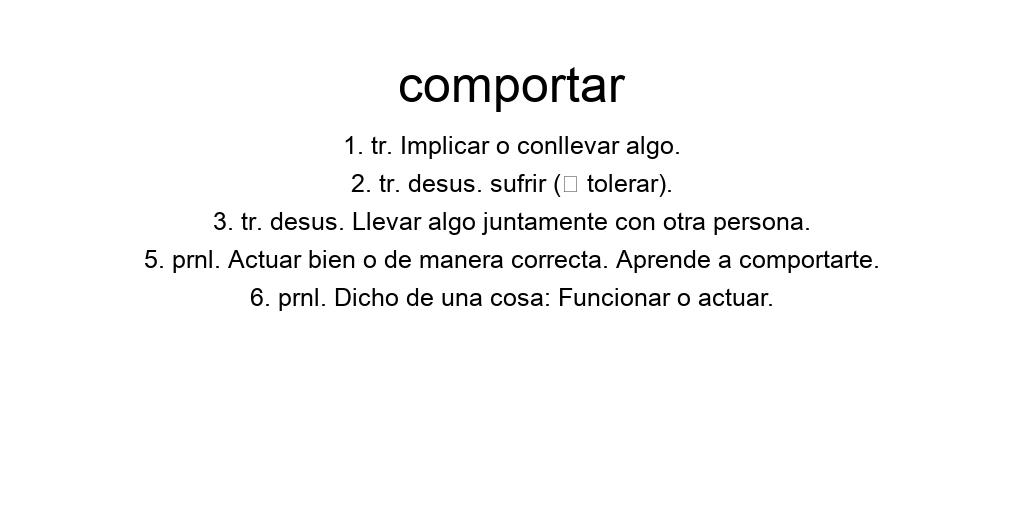 comportar
1. tr. Implicar o conllevar algo.
2. tr. desus. sufrir (□ tolerar).
3. tr. desus. Llevar algo juntamente con otra persona.
5. prnl. Actuar bien o de manera correcta. Aprende a comportarte.
6. prnl. Dicho de una cosa: Funcionar o actuar.